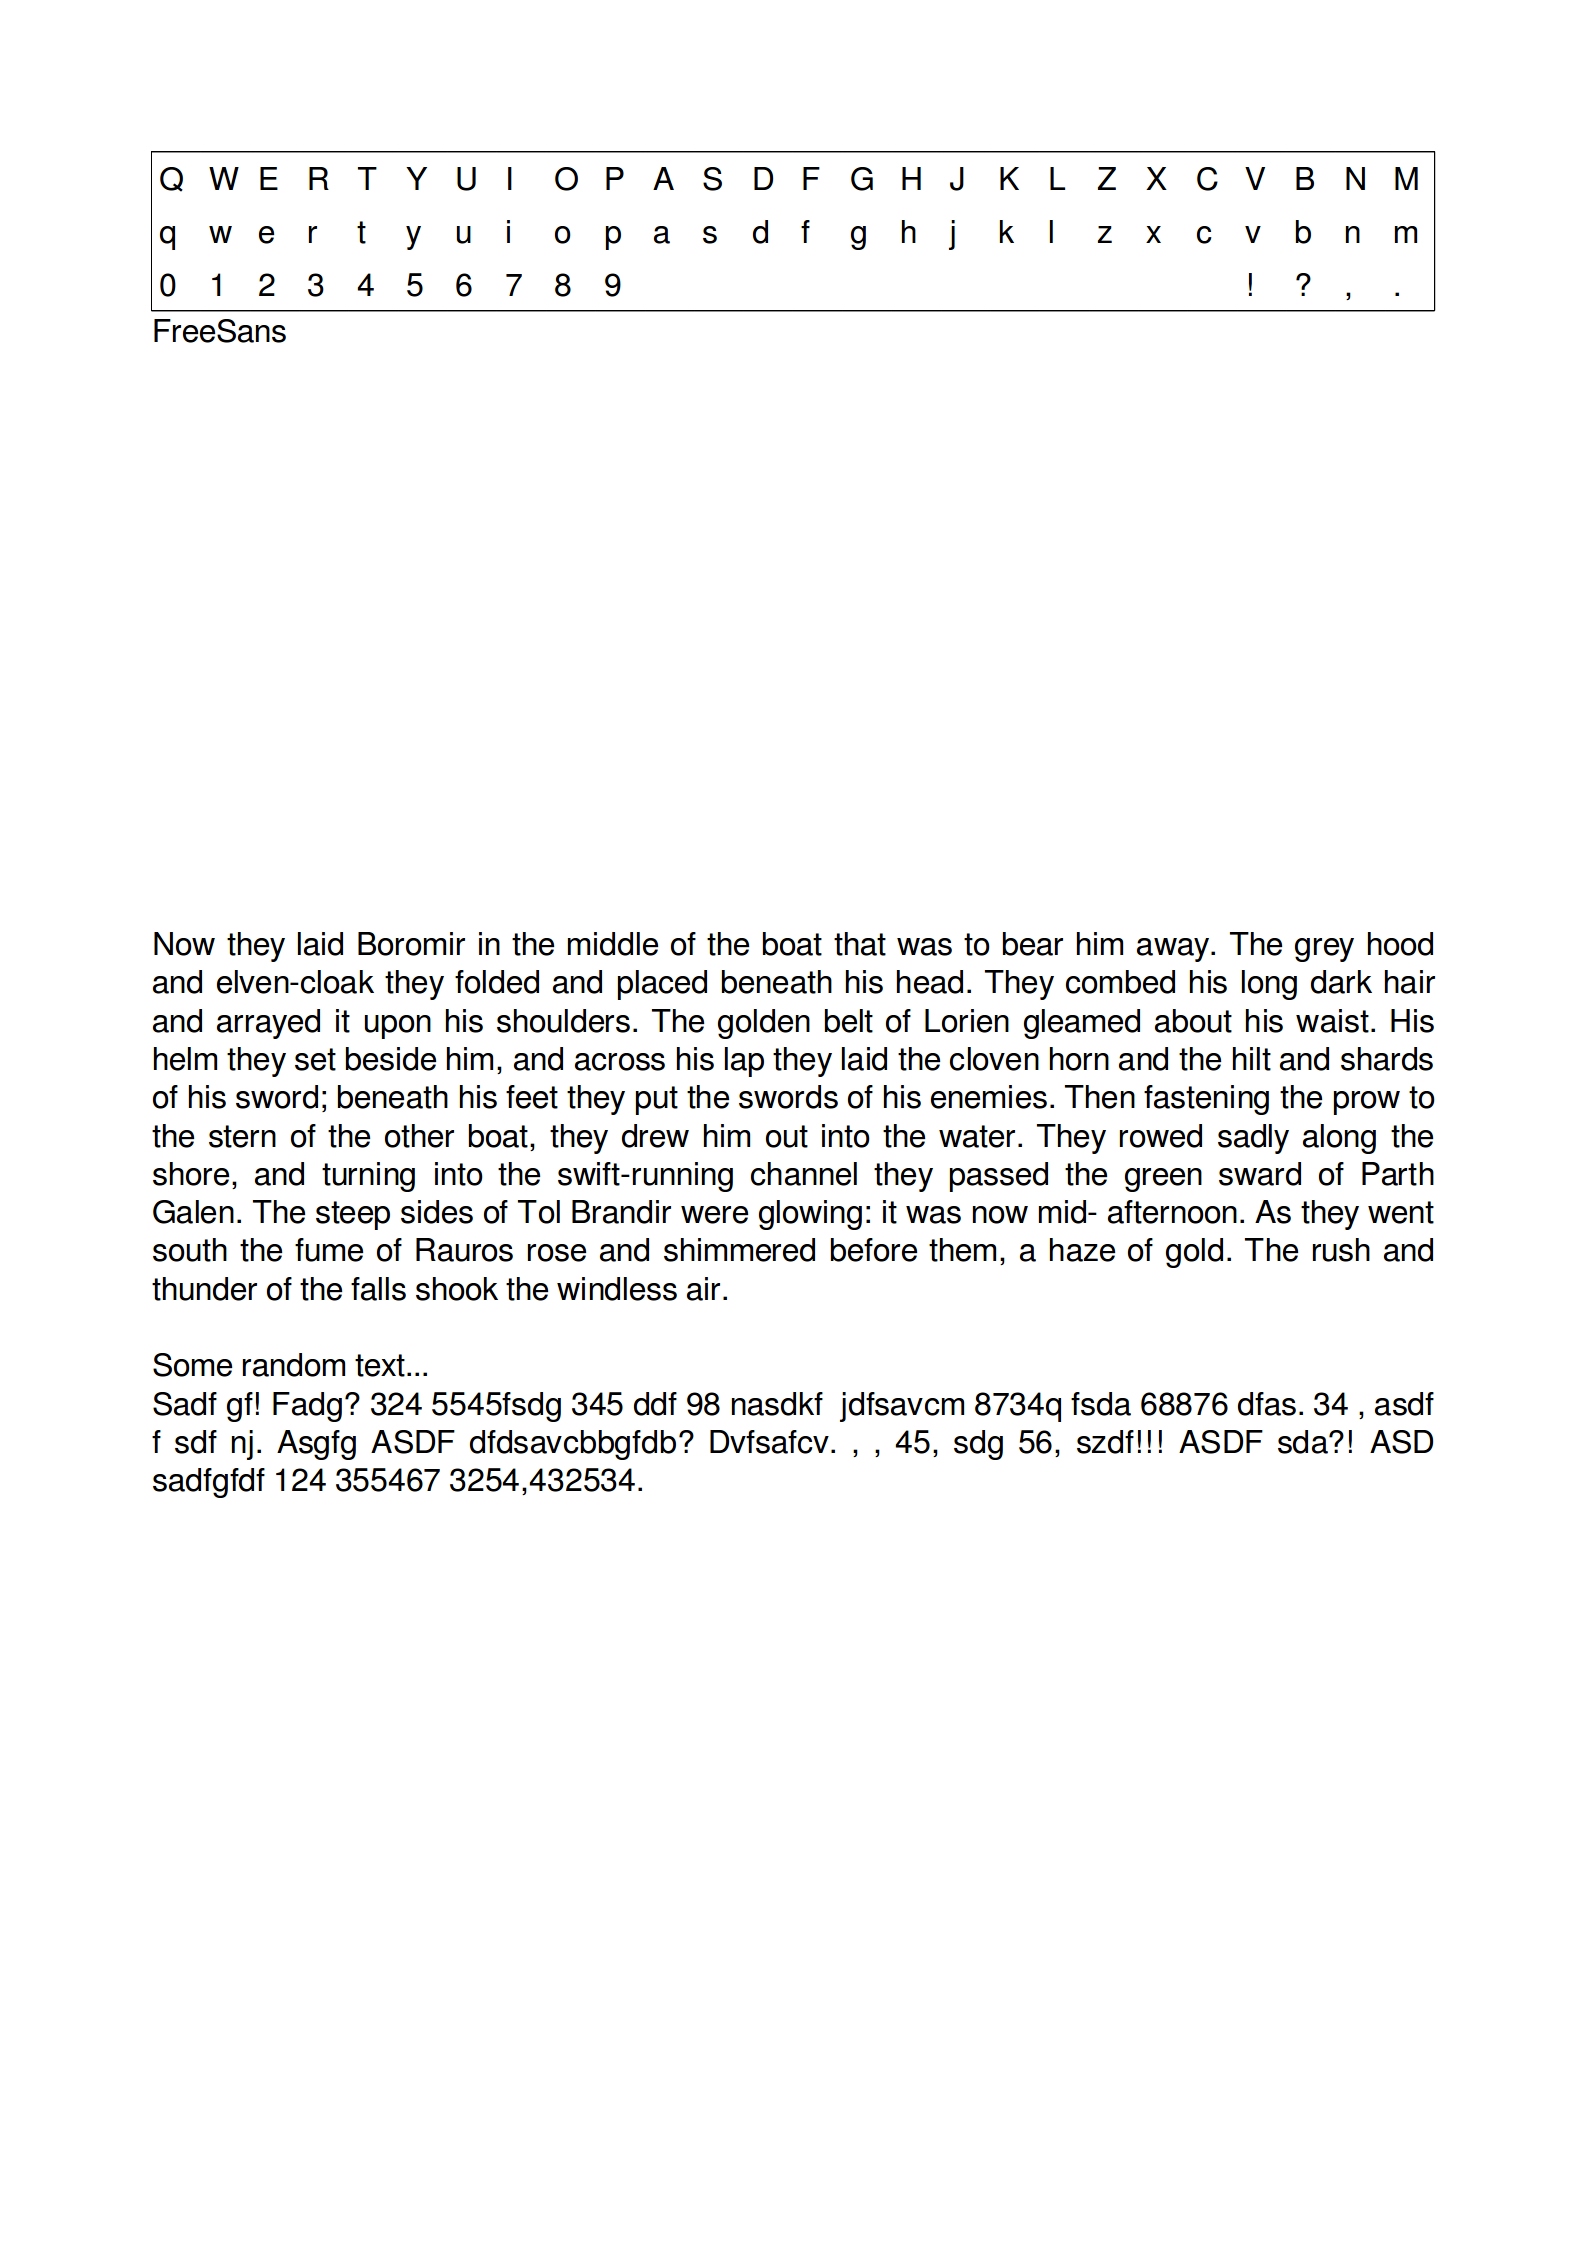 Q W E R T Y U I O P A S D F G H J K L Z X C V B N M
q w e r t y u i o p a s d f g h j k l z x c v b n m
0 1 2 3 4 5 6 7 8 9 ! ? , .
FreeSans
Now they laid Boromir in the middle of the boat that was to bear him away. The grey hood
and elven-cloak they folded and placed beneath his head. They combed his long dark hair
and arrayed it upon his shoulders. The golden belt of Lorien gleamed about his waist. His
helm they set beside him, and across his lap they laid the cloven horn and the hilt and shards
of his sword; beneath his feet they put the swords of his enemies. Then fastening the prow to
the stern of the other boat, they drew him out into the water. They rowed sadly along the
shore, and turning into the swift-running channel they passed the green sward of Parth
Galen. The steep sides of Tol Brandir were glowing: it was now mid- afternoon. As they went
south the fume of Rauros rose and shimmered before them, a haze of gold. The rush and
thunder of the falls shook the windless air.
Some random text...
Sadf gf! Fadg? 324 5545fsdg 345 ddf 98 nasdkf  jdfsavcm 8734q fsda 68876 dfas. 34 , asdf
f sdf nj. Asgfg ASDF dfdsavcbbgfdb? Dvfsafcv. , , 45, sdg 56, szdf!!! ASDF sda?! ASD
sadfgfdf 124 355467 3254,432534.